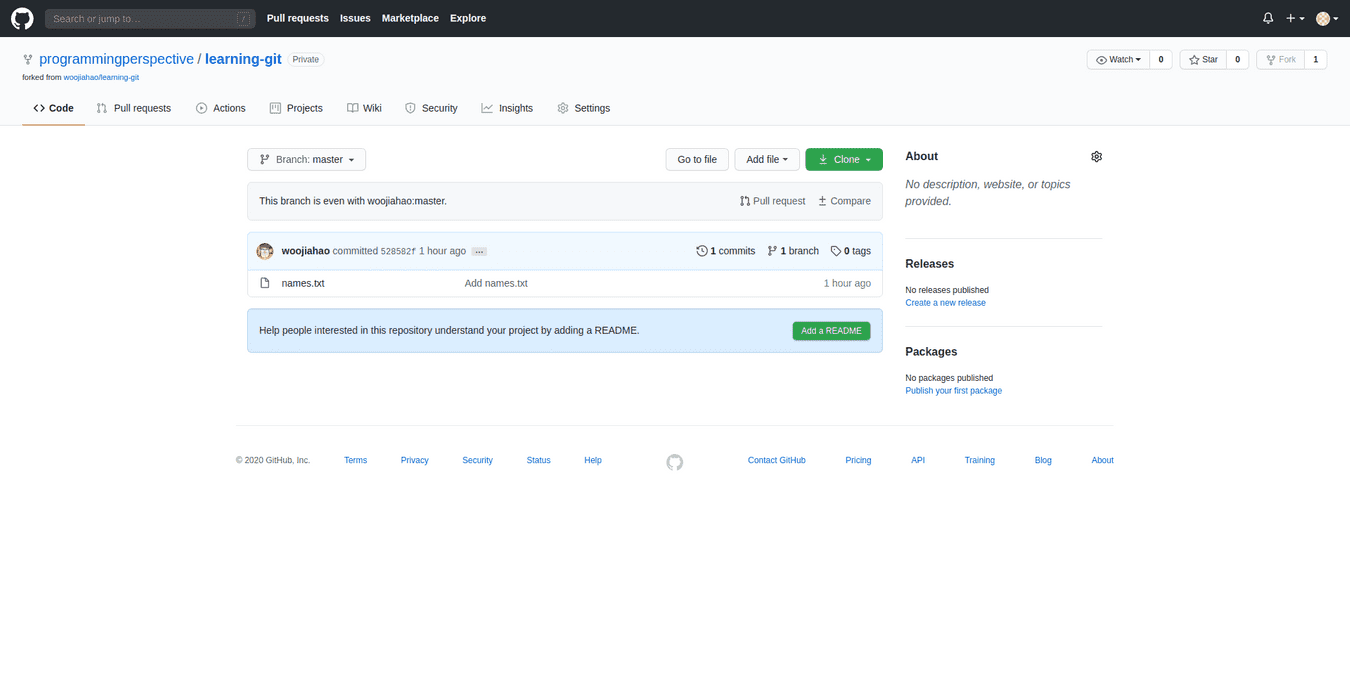 Search or jump to... /
Pull requests Issues Marketplace Explore
programmingperspective / learning-git Private
Watch 0 Star 0 Fork 1
forked from woojiahao/learning-git
Code Pull requests Actions Projects Wiki Security Insights Settings
Branch: master Go to file Add file Clone
This branch is even with woojiahao:master. Pull request Compare
woojiahao committed 528582f 1 hour ago ... 1 commits 1 branch 0 tags
names.txt Add names.txt 1 hour ago
Help people interested in this repository understand your project by adding a README. Add a README
About
No description, website, or topics
provided.
Releases
No releases published
Create a new release
Packages
No packages published
Publish your first package
© 2020 GitHub, Inc. Terms Privacy Security Status Help Contact GitHub Pricing API Training Blog About